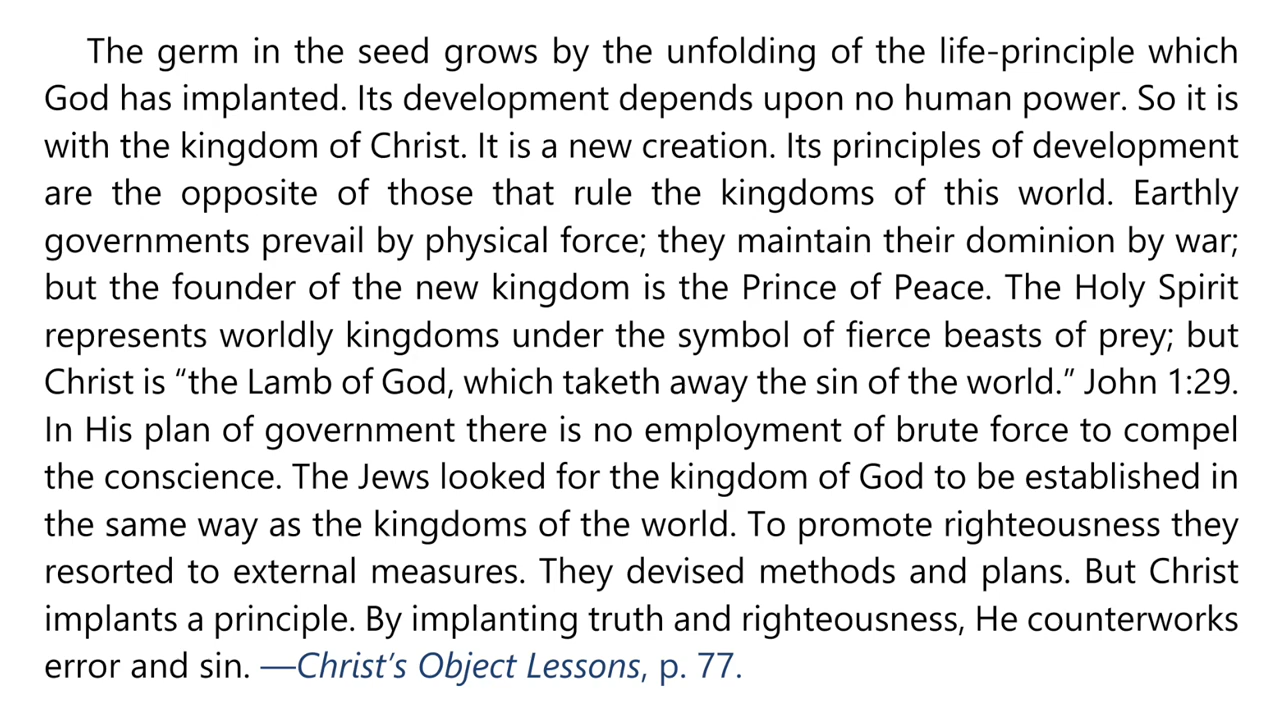 The germ in the seed grows by the unfolding of the life-principle which
God has implanted. Its development depends upon no human power. So it is
with the kingdom of Christ. It is a new creation. Its principles of development
are the opposite of those that rule the kingdoms of this world. Earthly
governments prevail by physical force; they maintain their dominion by war;
but the founder of the new kingdom is the Prince of Peace. The Holy Spirit
represents worldly kingdoms under the symbol of fierce beasts of prey; but
Christ is “the Lamb of God, which taketh away the sin of the world.” John 1:29.
In His plan of government there is no employment of brute force to compel
the conscience. The Jews looked for the kingdom of God to be established in
the same way as the kingdoms of the world. To promote righteousness they
resorted to external measures. They devised methods and plans. But Christ
implants a principle. By implanting truth and righteousness, He counterworks
error and sin. —Christ’s Object Lessons, p. 77.